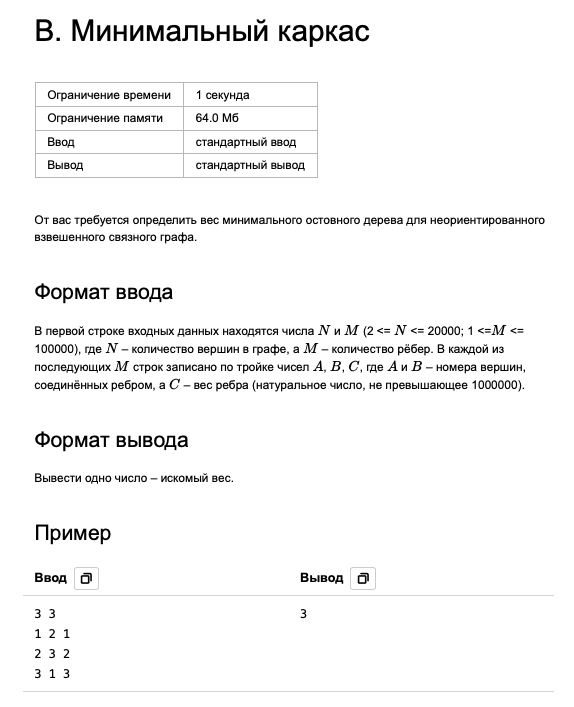 В. Минимальный каркас
Ограничение времени 1 секунда
Ограничение памяти 64.0 Мб
Ввод стандартный ввод
Вывод стандартный вывод
От вас требуется определить вес минимального остовного дерева для неориентированного
взвешенного связного графа.
Формат ввода
В первой строке входных данных находятся числа N и M (2 <= N <= 20000; 1 <=M <=
100000), где N – количество вершин в графе, а M – количество рёбер. В каждой из
последующих M строк записано по тройке чисел A, B, C, где A и B – номера вершин,
соединённых ребром, а C – вес ребра (натуральное число, не превышающее 1000000).
Формат вывода
Вывести одно число – искомый вес.
Пример
Ввод Вывод
3 3 3
1 2 1
2 3 2
3 1 3